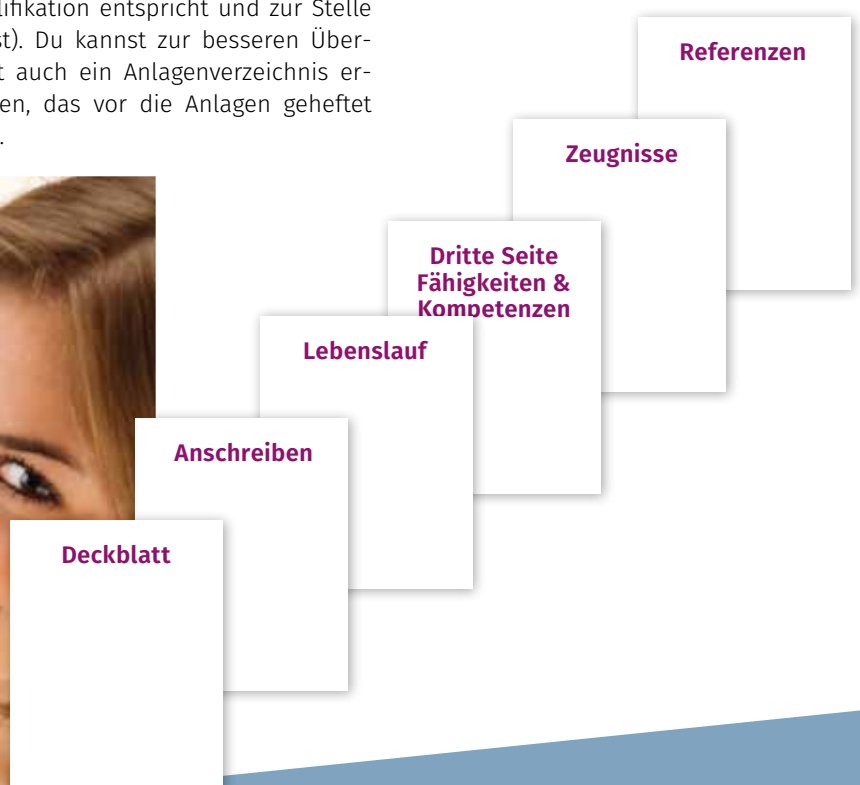 lifikation entspricht und zur Stelle
st). Du kannst zur besseren Über-
t auch ein Anlagenverzeichnis er-
en, das vor die Anlagen geheftet
.
Referenzen
Zeugnisse
Dritte Seite
Fähigkeiten &
Kompetenzen
Lebenslauf
Anschreiben
Deckblatt